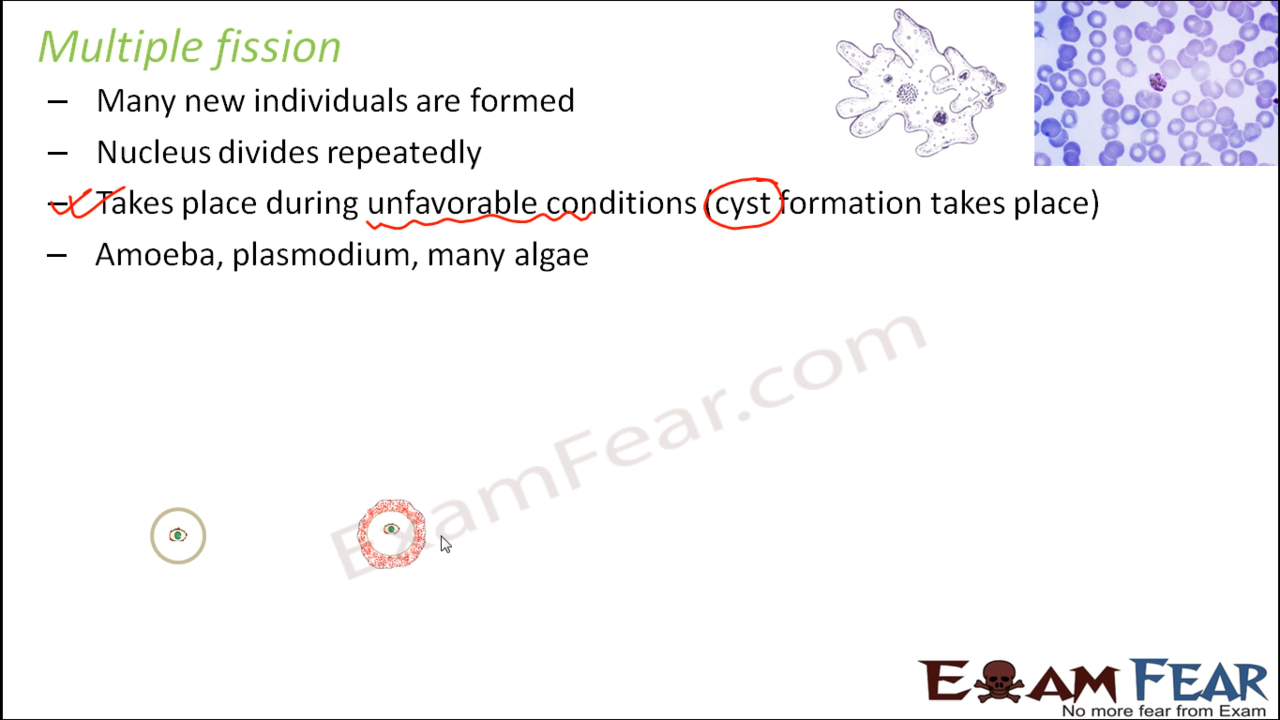 Multiple fission
– Many new individuals are formed
– Nucleus divides repeatedly
– Takes place during unfavorable conditions (cyst formation takes place)
– Amoeba, plasmodium, many algae
ExamFear.com
EXAM FEAR
No more fear from Exam